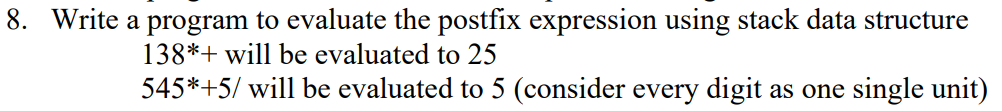 8. Write a program to evaluate the postfix expression using stack data structure
138*+ will be evaluated to 25
545*+5/ will be evaluated to 5 (consider every digit as one single unit)